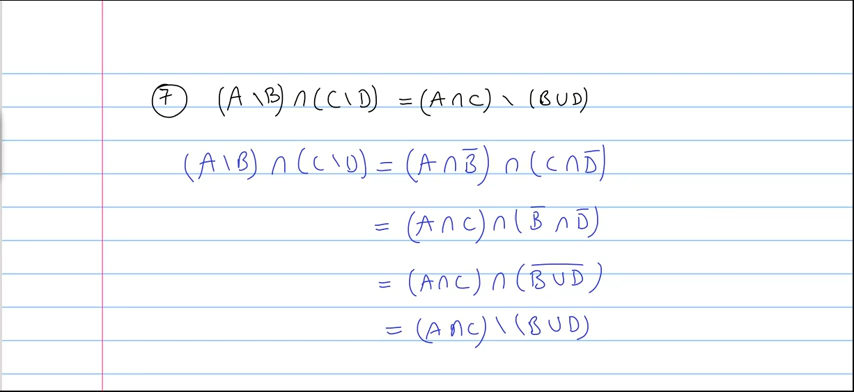 ⑦ (A \ B) ∩ (C \ D) = (A ∩ C) \ (B ∪ D)
(A \ B) ∩ (C \ D) = (A ∩ B̅) ∩ (C ∩ D̅)
= (A ∩ C) ∩ (B̅ ∩ D̅)
= (A ∩ C) ∩ (B̅ ̅∪̅ ̅D̅)
= (A ∩ C) \ (B ∪ D)